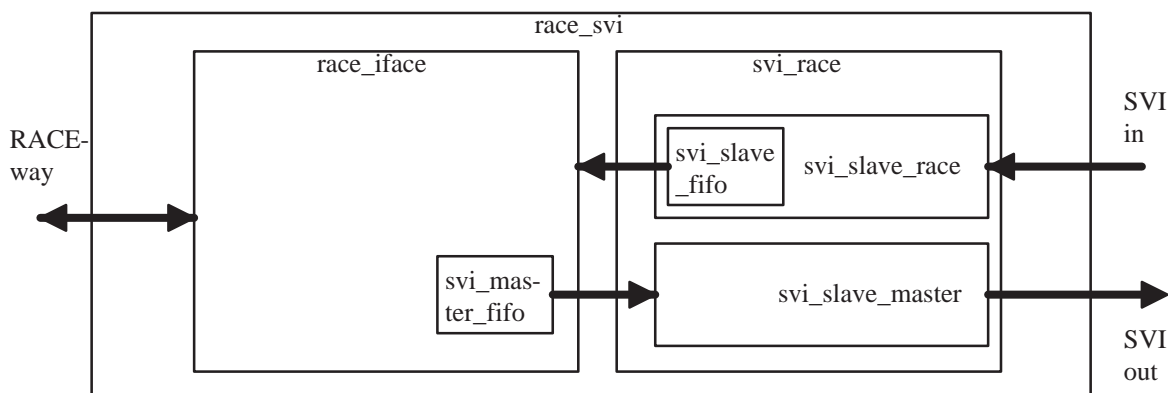 race_svi
race_iface
svi_race
RACE-
way
SVI
in
svi_slave
_fifo
svi_slave_race
svi_mas-
ter_fifo
svi_slave_master
SVI
out